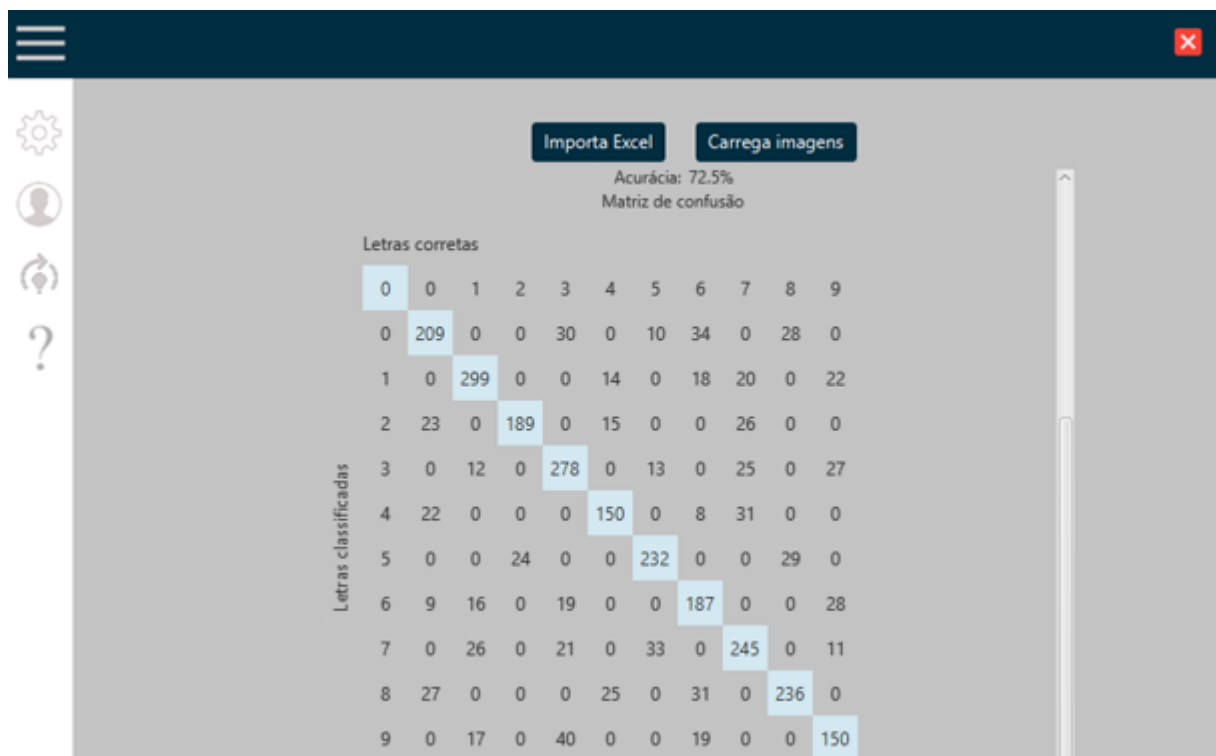 Importa Excel Carrega imagens
Acurácia: 72.5%
Matriz de confusão
Letras corretas
0 0 1 2 3 4 5 6 7 8 9
0 209 0 0 30 0 10 34 0 28 0
1 0 299 0 0 14 0 18 20 0 22
2 23 0 189 0 15 0 0 26 0 0
3 0 12 0 278 0 13 0 25 0 27
4 22 0 0 0 150 0 8 31 0 0
5 0 0 24 0 0 232 0 0 29 0
6 9 16 0 19 0 0 187 0 0 28
7 0 26 0 21 0 33 0 245 0 11
8 27 0 0 0 25 0 31 0 236 0
9 0 17 0 40 0 0 19 0 0 150
Letras classificadas
?